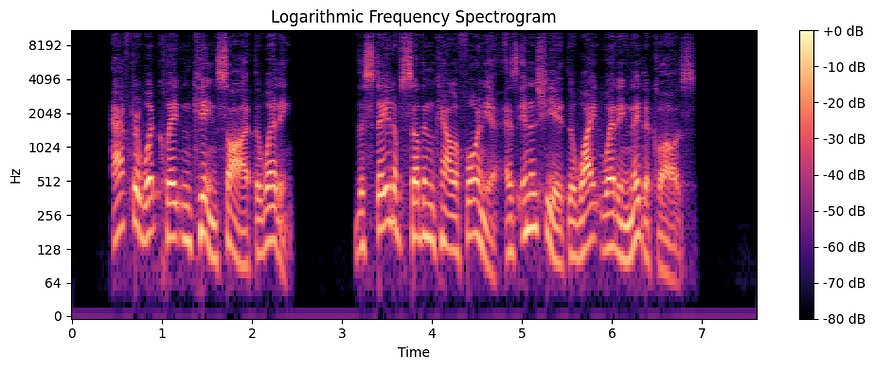 Logarithmic Frequency Spectrogram
Hz
8192
4096
2048
1024
512
256
128
64
0
0 1 2 3 4 5 6 7
Time
+0 dB
-10 dB
-20 dB
-30 dB
-40 dB
-50 dB
-60 dB
-70 dB
-80 dB